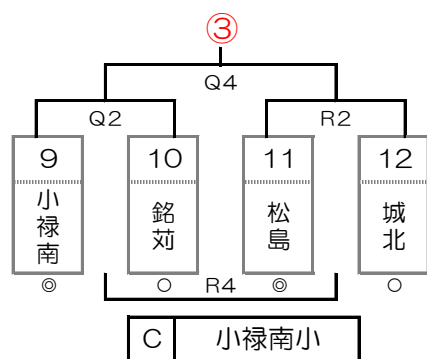 ③
Q4
Q2 R2
9 10 11 12
小禄南 銘苅 松島 城北
◎ ○ R4 ◎ ○
C 小禄南小